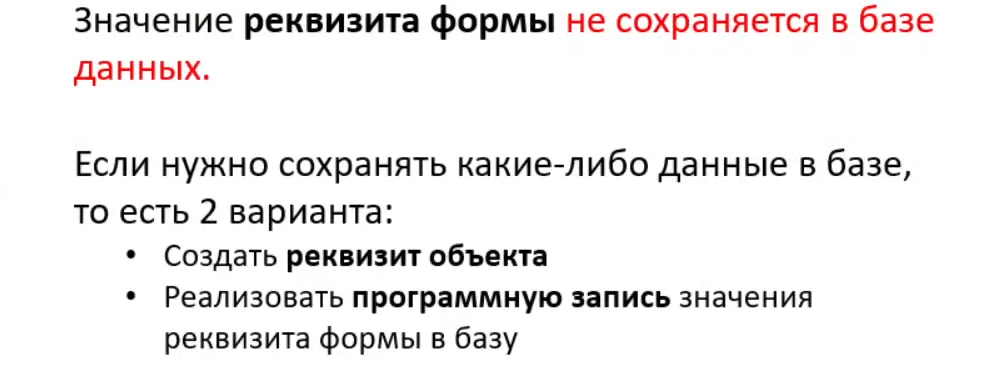 Значение реквизита формы не сохраняется в базе
данных.
Если нужно сохранять какие-либо данные в базе,
то есть 2 варианта:
• Создать реквизит объекта
• Реализовать программную запись значения
реквизита формы в базу